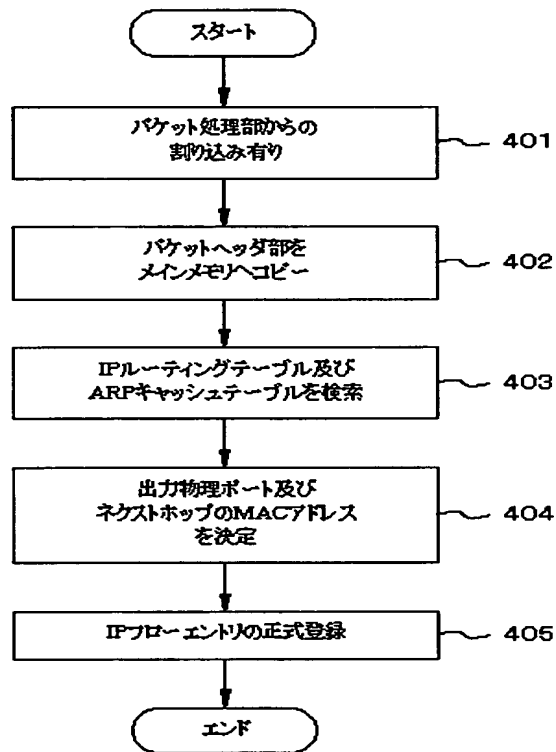 スタート
パケット処理部からの
割り込み有り
401
パケットヘッダ部を
メインメモリへコピー
402
IPルーティングテーブル及び
ARPキャッシュテーブルを検索
403
出力物理ポート及び
ネクストホップのMACアドレス
を決定
404
IPフローエントリの正式登録
405
エンド